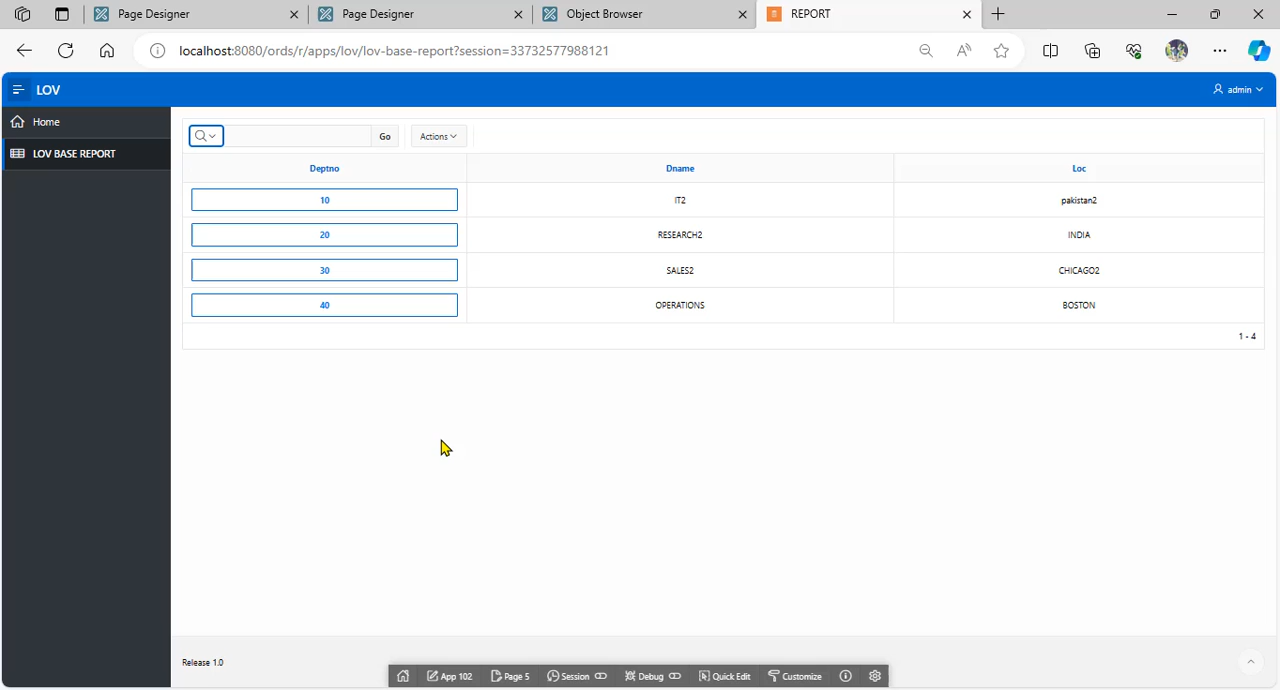 Page Designer
Page Designer
Object Browser
REPORT
localhost:8080/ords/r/apps/lov/lov-base-report?session=33732577988121
LOV
admin
Home
LOV BASE REPORT
Go
Actions
Deptno Dname Loc
10 IT2 pakistan2
20 RESEARCH2 INDIA
30 SALES2 CHICAGO2
40 OPERATIONS BOSTON
1 - 4
Release 1.0
App 102 Page 5 Session Debug Quick Edit Customize